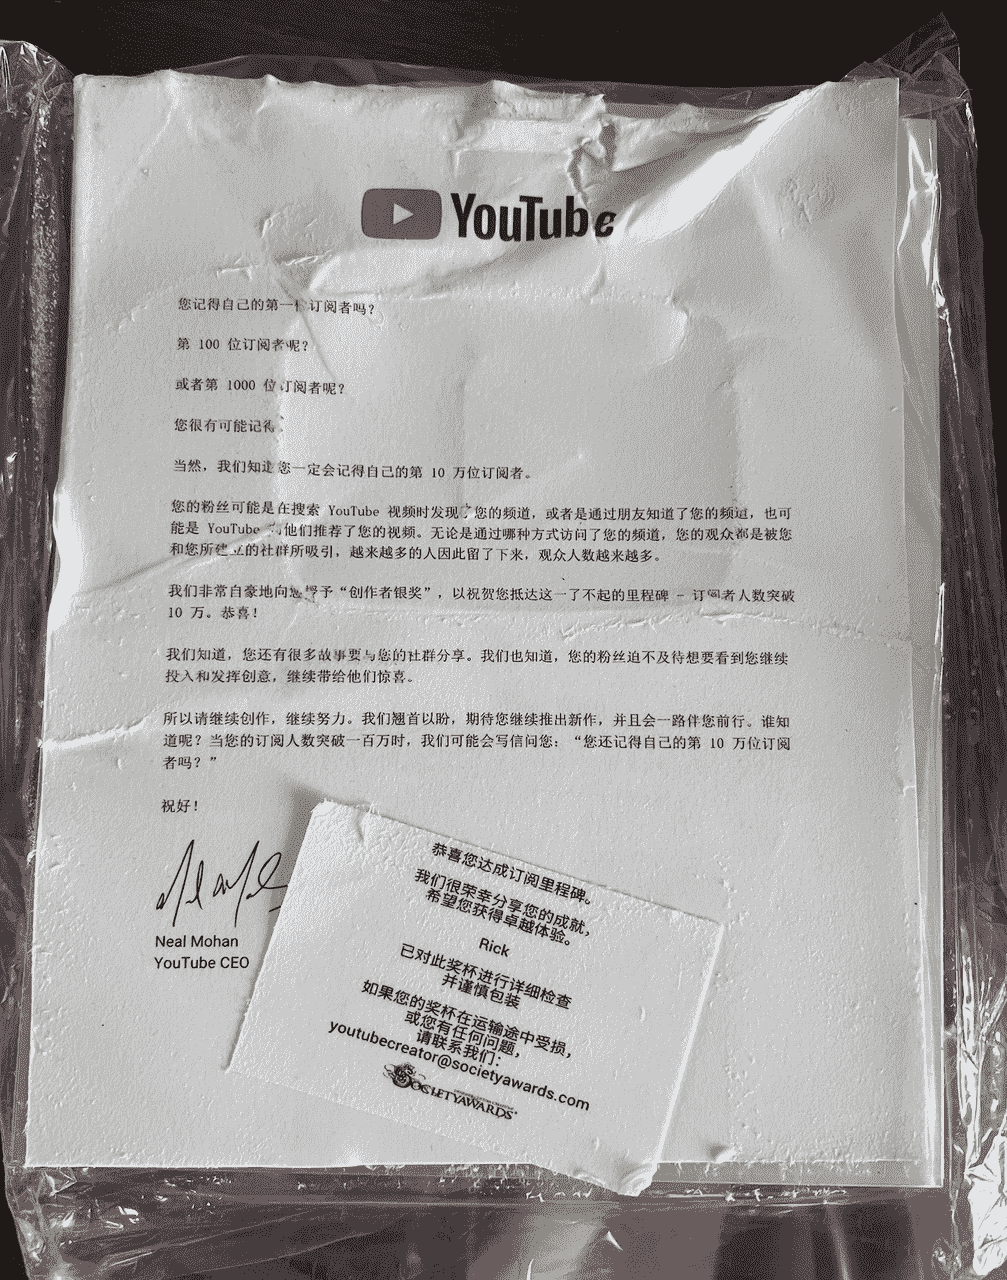 YouTube
您记得自己的第一位订阅者吗？
第 100 位订阅者呢？
或者第 1000 位订阅者呢？
您很有可能记得。
当然，我们知道您一定会记得自己的第 10 万位订阅者。
您的粉丝可能是在搜索 YouTube 视频时发现了您的频道，或者是通过朋友知道了您的频道，也可
能是 YouTube 向他们推荐了您的视频。无论是通过哪种方式访问了您的频道，您的观众都是被您
和您所建立的社群所吸引，越来越多的人因此留了下来，观众人数越来越多。
我们非常自豪地向您授予“创作者银奖”，以祝贺您抵达这一了不起的里程碑 - 订阅者人数突破
10 万。恭喜！
我们知道，您还有很多故事要与您的社群分享。我们也知道，您的粉丝迫不及待想要看到您继续
投入和发挥创意，继续带给他们惊喜。
所以请继续创作，继续努力。我们翘首以盼，期待您继续推出新作，并且会一路伴您前行。谁知
道呢？当您的订阅人数突破一百万时，我们可能会写信问您：“您还记得自己的第 10 万位订阅
者吗？”
祝好！
Neal Mohan
YouTube CEO
恭喜您达成订阅里程碑。
我们很荣幸分享您的成就，
希望您获得卓越体验。
Rick
已对此奖杯进行详细检查
并谨慎包装
如果您的奖杯在运输途中受损，
或您有任何问题，
请联系我们：
youtubecreator@societyawards.com
SOCIETYAWARDS